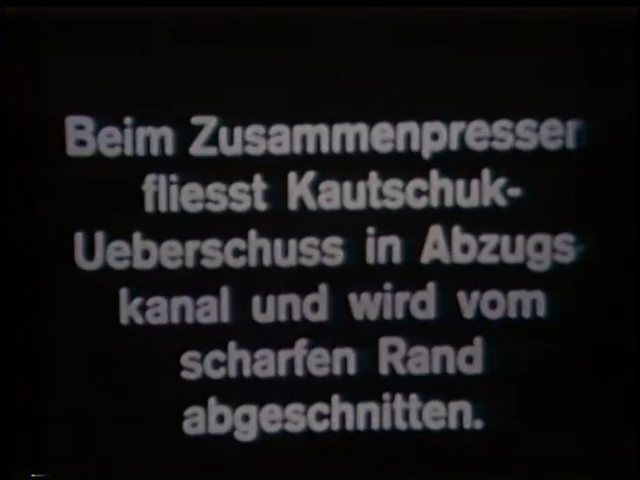 Beim Zusammenpressen
fliesst Kautschuk-
Ueberschuss in Abzugs-
kanal und wird vom
scharfen Rand
abgeschnitten.